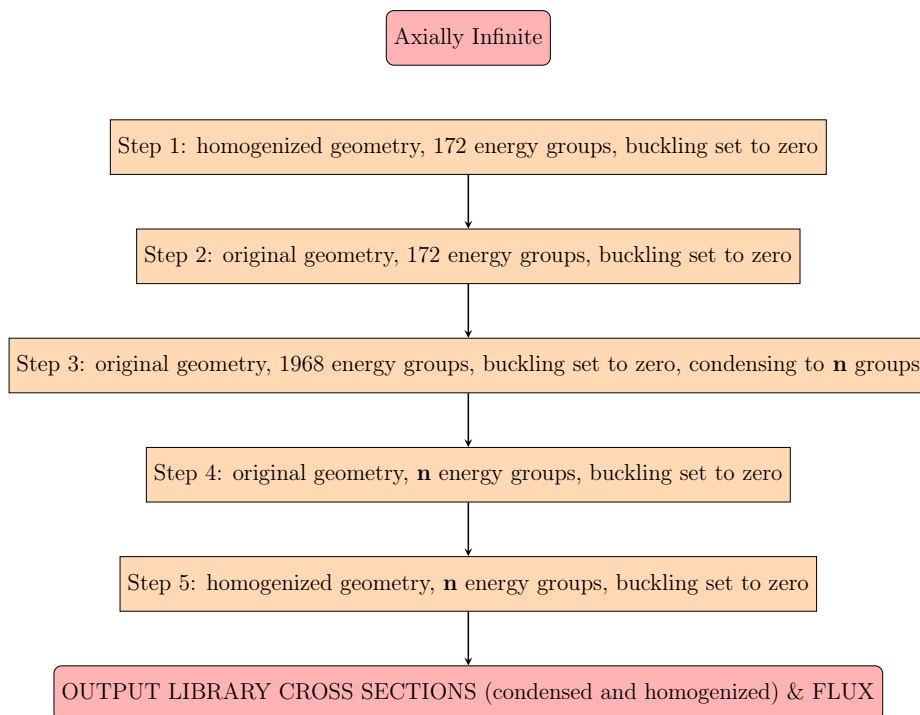 Axially Infinite
Step 1: homogenized geometry, 172 energy groups, buckling set to zero
Step 2: original geometry, 172 energy groups, buckling set to zero
Step 3: original geometry, 1968 energy groups, buckling set to zero, condensing to n groups
Step 4: original geometry, n energy groups, buckling set to zero
Step 5: homogenized geometry, n energy groups, buckling set to zero
OUTPUT LIBRARY CROSS SECTIONS (condensed and homogenized) & FLUX